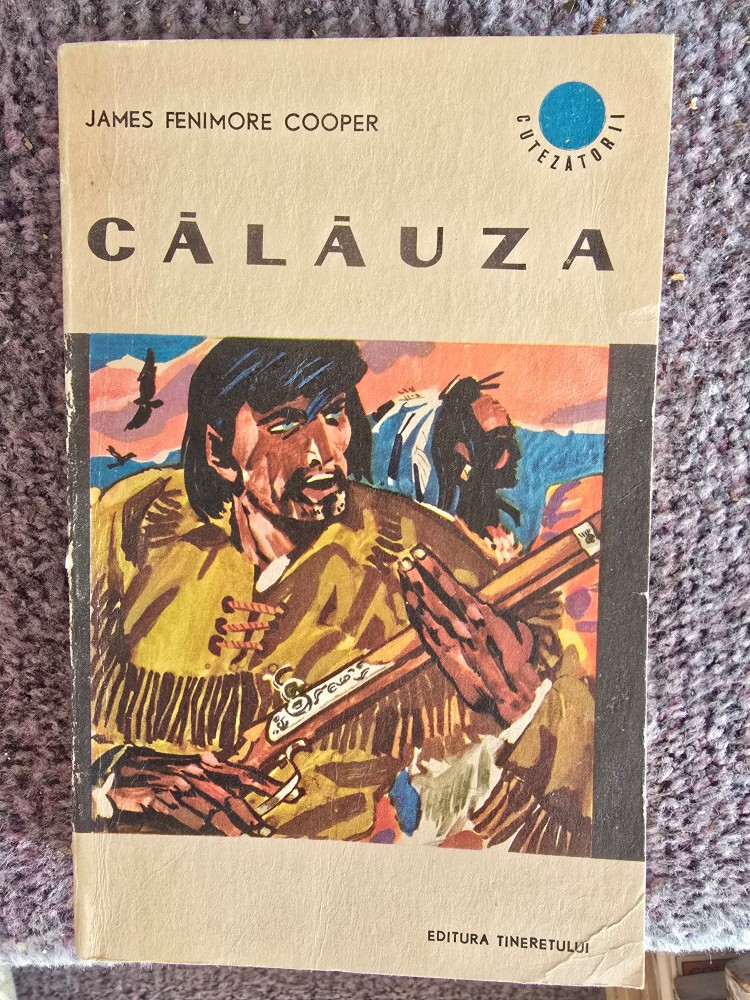 JAMES FENIMORE COOPER
CUTEZĂTORII
CĂLĂUZA
EDITURA TINERETULUI